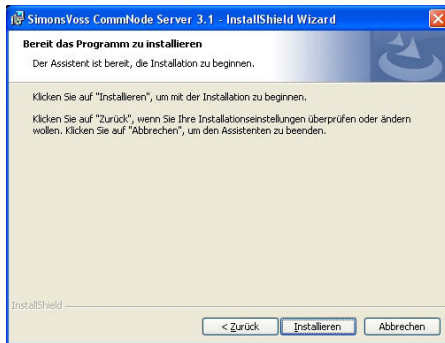 SimonsVoss CommNode Server 3.1 - InstallShield Wizard
Bereit das Programm zu installieren
Der Assistent ist bereit, die Installation zu beginnen.
Klicken Sie auf "Installieren", um mit der Installation zu beginnen.
Klicken Sie auf "Zurück", wenn Sie Ihre Installationseinstellungen überprüfen oder ändern
wollen. Klicken Sie auf "Abbrechen", um den Assistenten zu beenden.
InstallShield
< Zurück Installieren Abbrechen